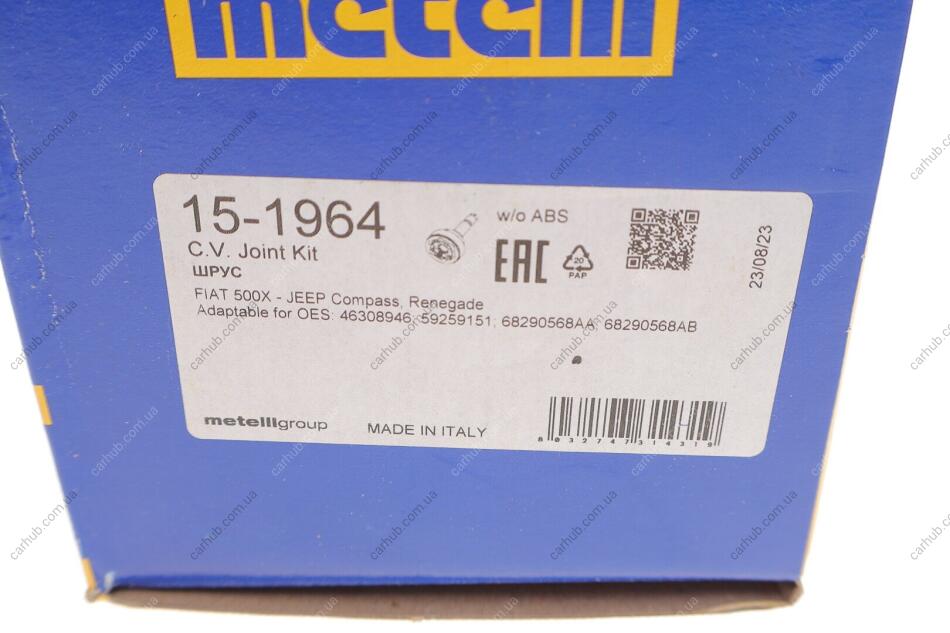 metelli
15-1964
C.V. Joint Kit
ШРУС
w/o ABS
EAC
20
PAP
23/08/23
FIAT 500X - JEEP Compass, Renegade
Adaptable for OES: 46308946; 59259151; 68290568AA; 68290568AB
metelligroup
MADE IN ITALY
8032747314319
carhub.com.ua